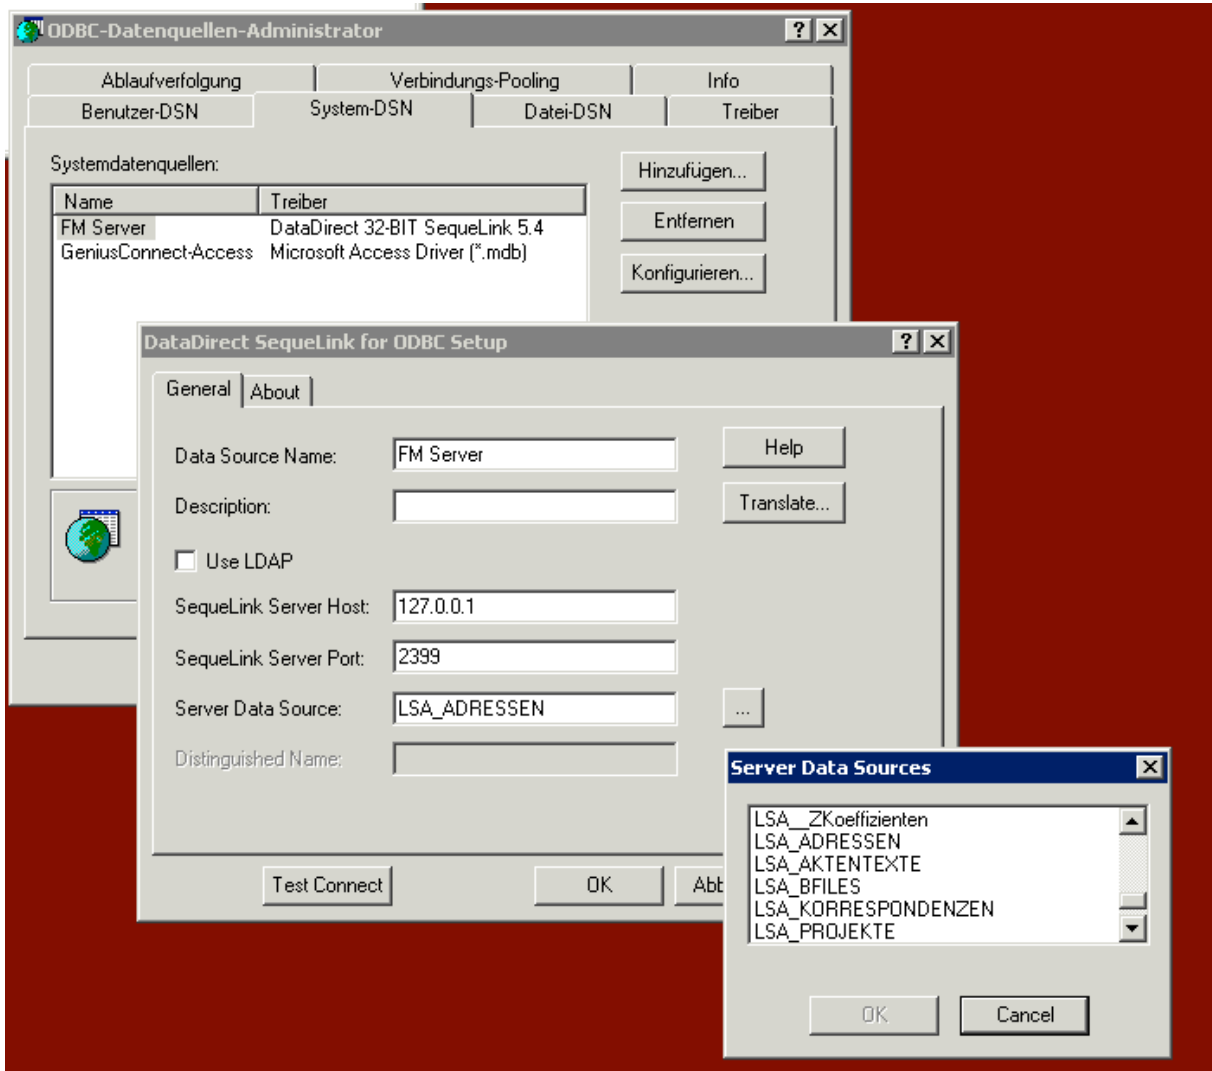 ODBC-Datenquellen-Administrator
Ablaufverfolgung Verbindungs-Pooling Info
Benutzer-DSN System-DSN Datei-DSN Treiber
Systemdatenquellen:
Hinzufügen...
Name Treiber
FM Server DataDirect 32-BIT SequeLink 5.4
Entfernen
GeniusConnect-Access Microsoft Access Driver (*.mdb)
Konfigurieren...
DataDirect SequeLink for ODBC Setup
General About
Data Source Name: FM Server Help
Description: Translate...
Use LDAP
SequeLink Server Host: 127.0.0.1
SequeLink Server Port: 2399
Server Data Source: LSA_ADRESSEN ...
Distinguished Name:
Test Connect OK Abb
Server Data Sources
LSA__ZKoeffizienten
LSA_ADRESSEN
LSA_AKTENTEXTE
LSA_BFILES
LSA_KORRESPONDENZEN
LSA_PROJEKTE
OK Cancel